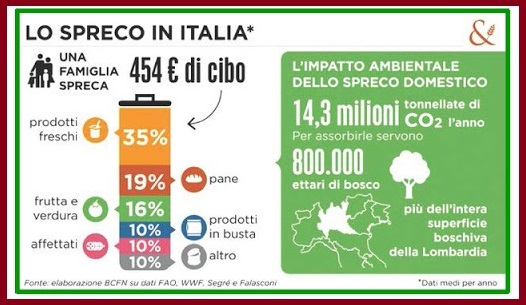 LO SPRECO IN ITALIA*
&
UNA
FAMIGLIA
SPRECA
454 € di cibo
prodotti
freschi
35%
19%
pane
frutta e
verdura
16%
10%
prodotti
in busta
affettati
10%
10%
altro
L'IMPATTO AMBIENTALE
DELLO SPRECO DOMESTICO
14,3 milioni
tonnellate di
CO2 l'anno
Per assorbirle servono
800.000
ettari di bosco
più dell'intera
superficie
boschiva
della Lombardia
Fonte: elaborazione BCFN su dati FAO, WWF, Segré e Falasconi.
*Dati medi per anno